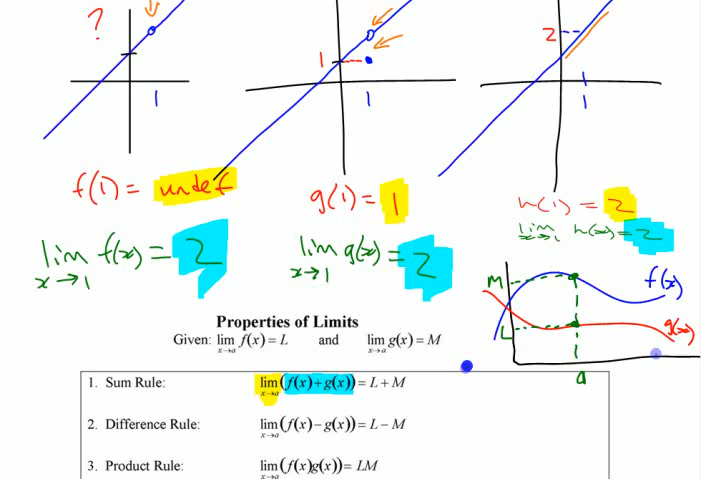 ?
1
1
2
1
1
f(1) = undef
g(1) = 1
h(1) = 2
lim f(x) = 2
x→1
lim g(x) = 2
x→1
lim h(x) = 2
x→1
M
f(x)
L
g(x)
a
Properties of Limits
Given: lim f(x) = L and lim g(x) = M
x→a x→a
1. Sum Rule: lim (f(x) + g(x)) = L + M
x→a
2. Difference Rule: lim (f(x) − g(x)) = L − M
x→a
3. Product Rule: lim (f(x)g(x)) = LM
x→a